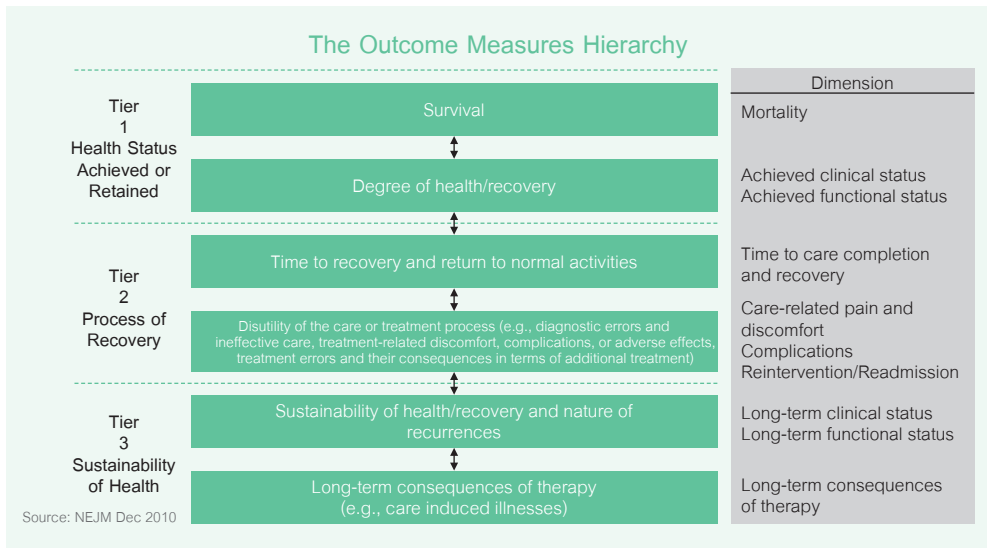 The Outcome Measures Hierarchy
Dimension
Tier
1
Health Status
Achieved or
Retained
Survival
Mortality
Degree of health/recovery
Achieved clinical status
Achieved functional status
Tier
2
Process of
Recovery
Time to recovery and return to normal activities
Time to care completion
and recovery
Disutility of the care or treatment process (e.g., diagnostic errors and
ineffective care, treatment-related discomfort, complications, or adverse effects,
treatment errors and their consequences in terms of additional treatment)
Care-related pain and
discomfort
Complications
Reintervention/Readmission
Tier
3
Sustainability
of Health
Sustainability of health/recovery and nature of
recurrences
Long-term clinical status
Long-term functional status
Long-term consequences of therapy
(e.g., care induced illnesses)
Long-term consequences
of therapy
Source: NEJM Dec 2010